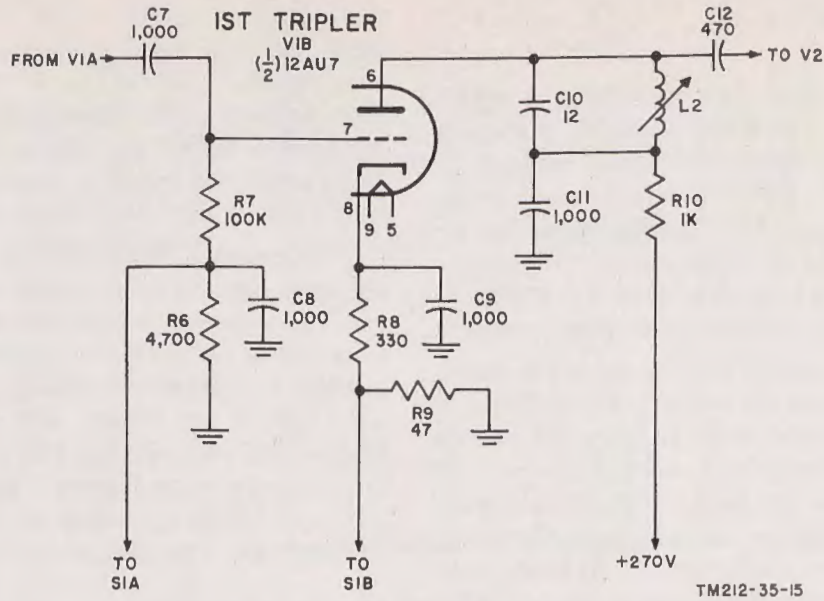 C7
1,000
1ST TRIPLER
V1B
(1/2) 12AU7
C12
470
FROM V1A
TO V2
6
C10
12
L2
7
R7
100K
8
9 5
C11
1,000
R10
1K
R6
4,700
C8
1,000
R8
330
C9
1,000
R9
47
TO
S1A
TO
S1B
+270V
TM212-35-15